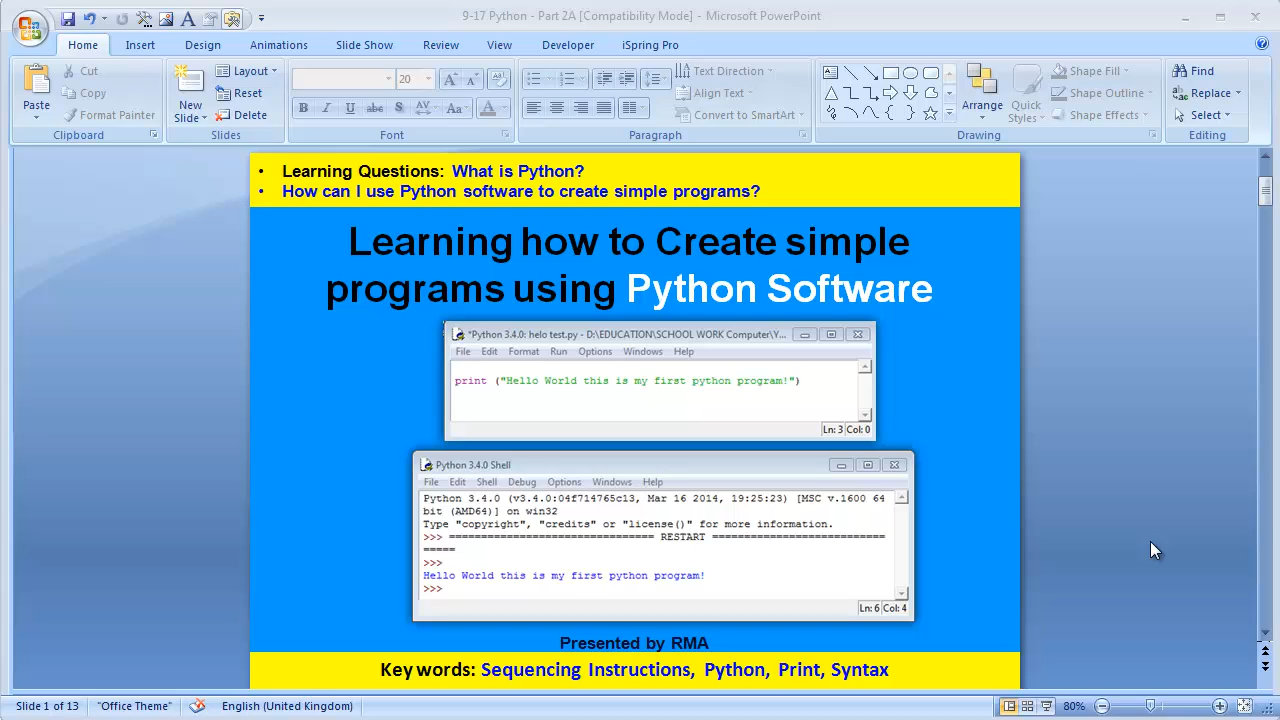 9-17 Python - Part 2A [Compatibility Mode] - Microsoft PowerPoint
Home Insert Design Animations Slide Show Review View Developer iSpring Pro
Paste
Cut
Copy
Format Painter
Clipboard
New
Slide
Layout
Reset
Delete
Slides
20
B I U abc S AV Aa A
Font
Text Direction
Align Text
Convert to SmartArt
Paragraph
Arrange
Quick
Styles
Shape Fill
Shape Outline
Shape Effects
Drawing
Find
Replace
Select
Editing
• Learning Questions: What is Python?
• How can I use Python software to create simple programs?
Learning how to Create simple
programs using Python Software
*Python 3.4.0: helo test.py - D:\EDUCATION\SCHOOL WORK Computer\Y...
File Edit Format Run Options Windows Help
print ("Hello World this is my first python program!")
Ln: 3 Col: 0
Python 3.4.0 Shell
File Edit Shell Debug Options Windows Help
Python 3.4.0 (v3.4.0:04f714765c13, Mar 16 2014, 19:25:23) [MSC v.1600 64
bit (AMD64)] on win32
Type "copyright", "credits" or "license()" for more information.
>>> ================================ RESTART ===========================
=====
>>>
Hello World this is my first python program!
>>>
Ln: 6 Col: 4
Presented by RMA
Key words: Sequencing Instructions, Python, Print, Syntax
Slide 1 of 13 "Office Theme" English (United Kingdom) 80%